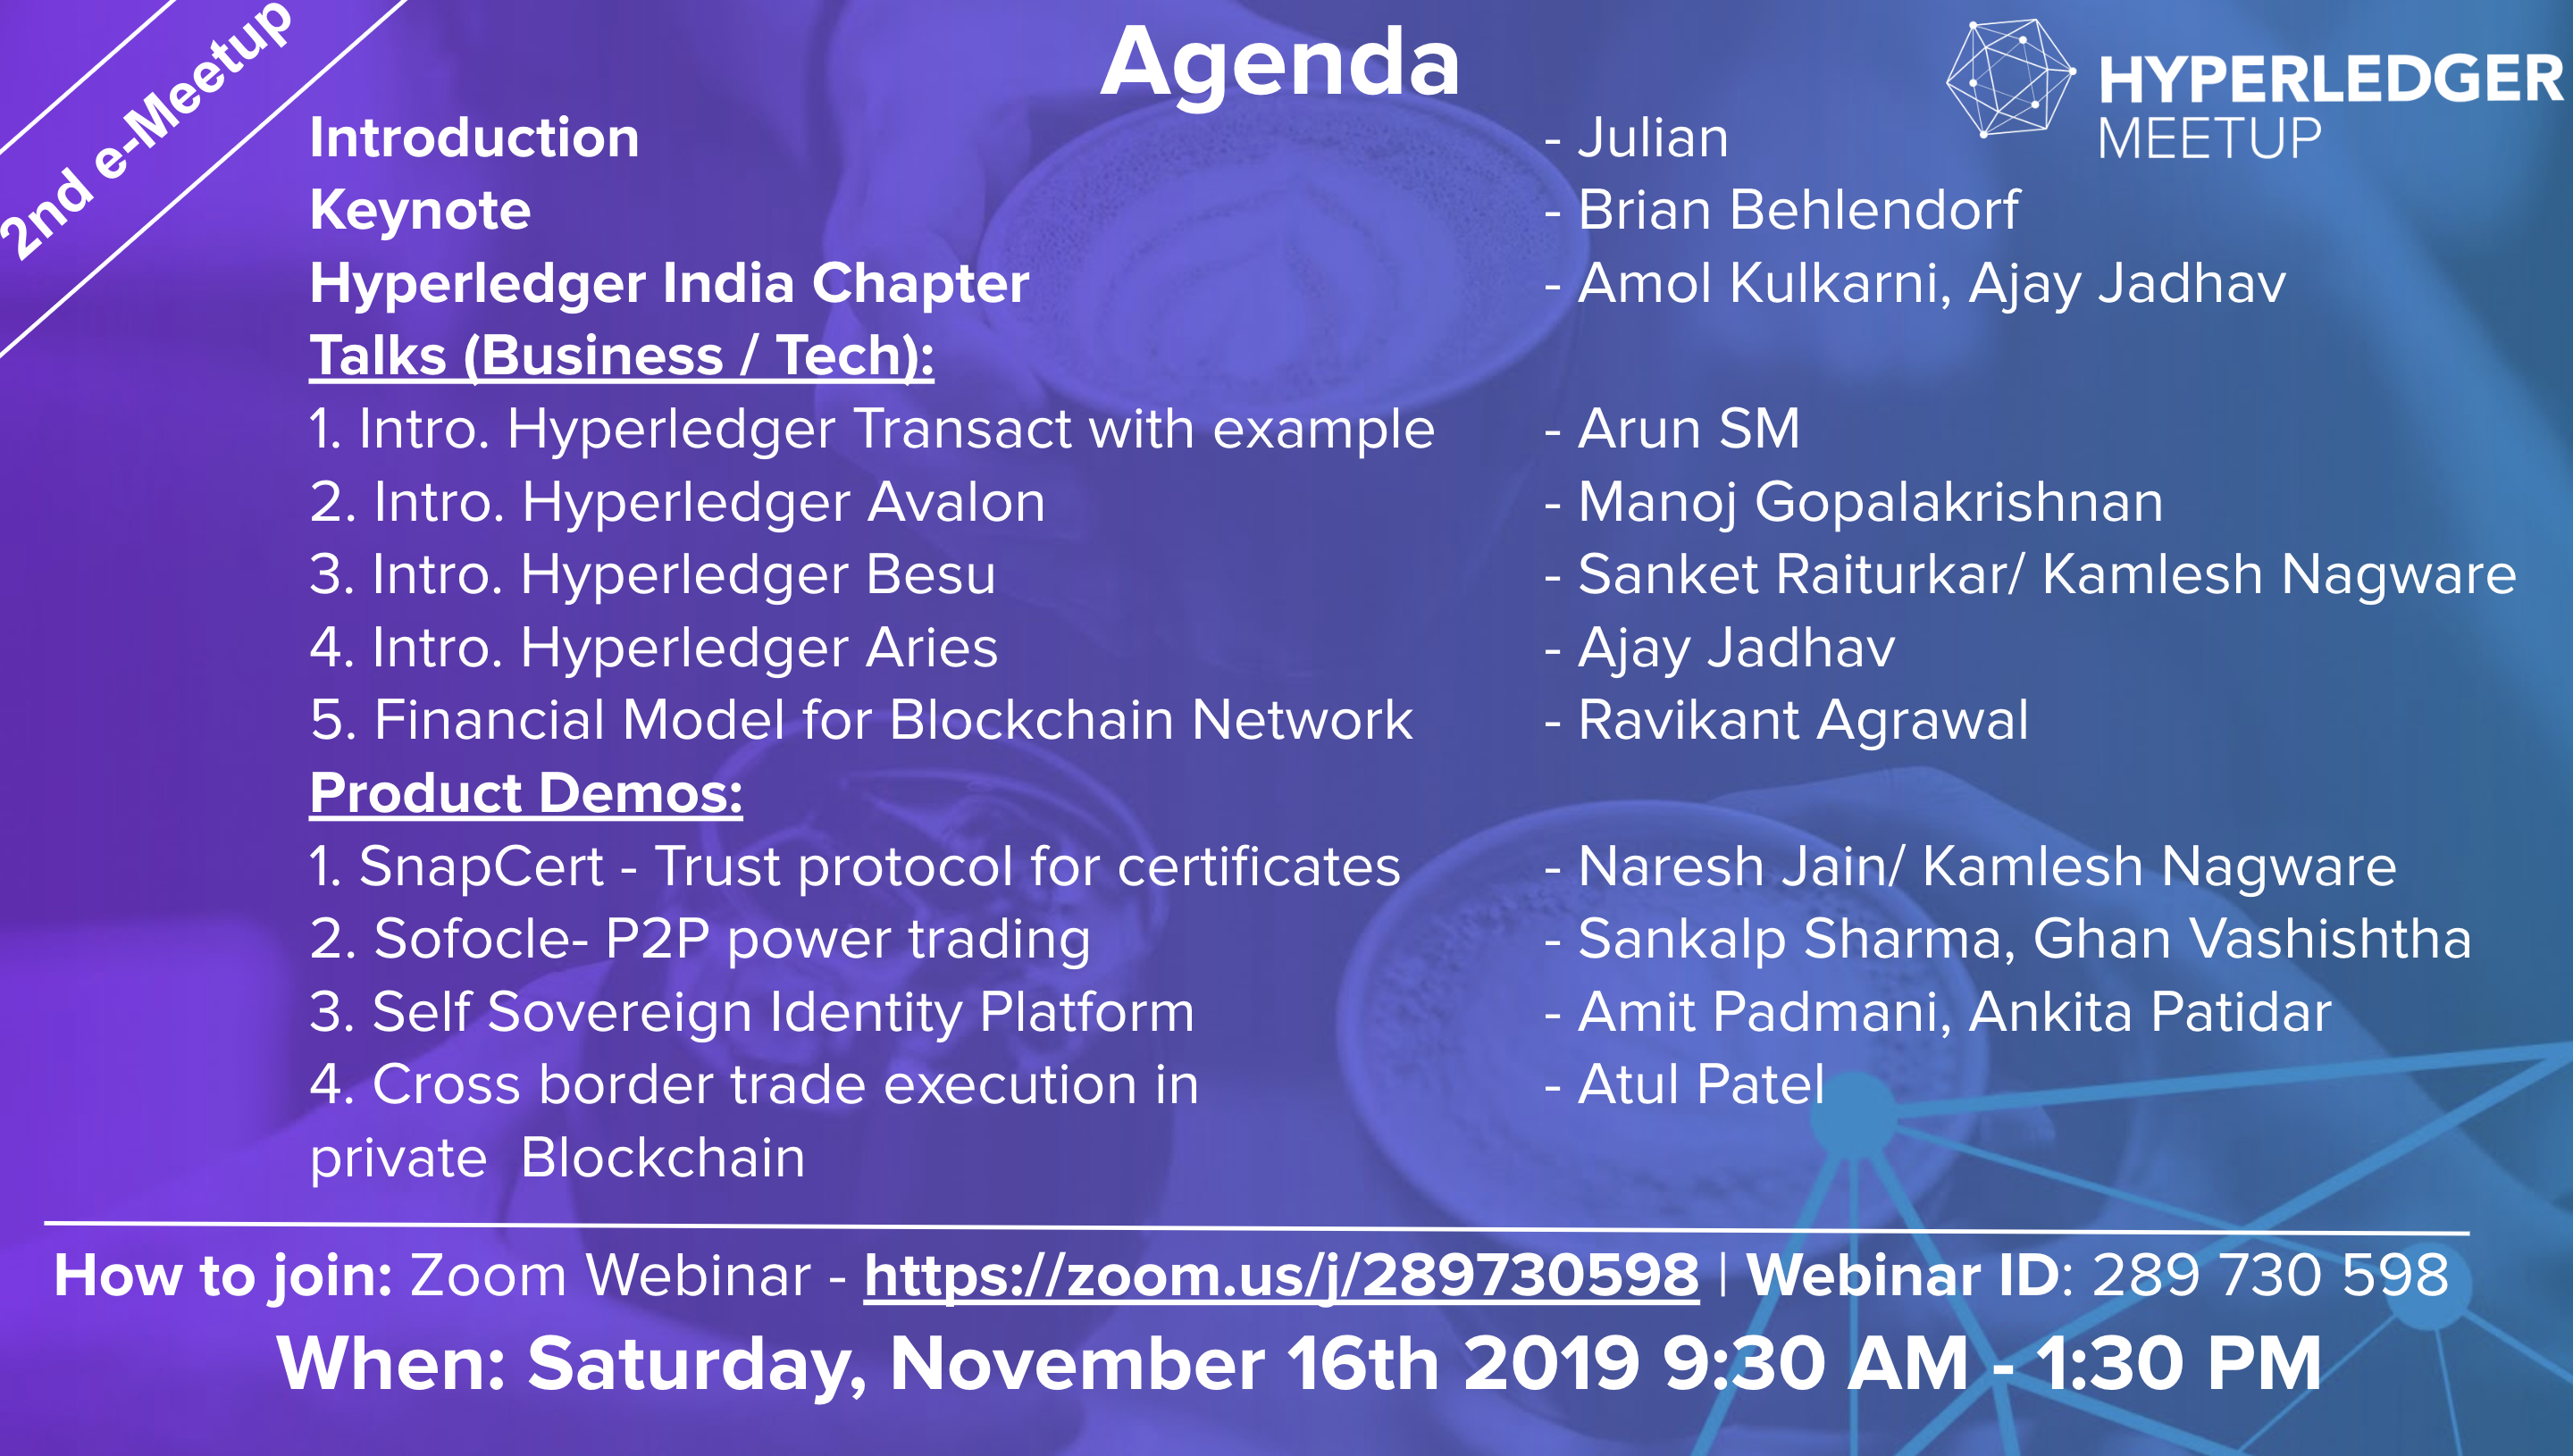 2nd e-Meetup
Agenda
HYPERLEDGER
MEETUP
Introduction - Julian
Keynote - Brian Behlendorf
Hyperledger India Chapter - Amol Kulkarni, Ajay Jadhav
Talks (Business / Tech):
1. Intro. Hyperledger Transact with example - Arun SM
2. Intro. Hyperledger Avalon - Manoj Gopalakrishnan
3. Intro. Hyperledger Besu - Sanket Raiturkar/ Kamlesh Nagware
4. Intro. Hyperledger Aries - Ajay Jadhav
5. Financial Model for Blockchain Network - Ravikant Agrawal
Product Demos:
1. SnapCert - Trust protocol for certificates - Naresh Jain/ Kamlesh Nagware
2. Sofocle- P2P power trading - Sankalp Sharma, Ghan Vashishtha
3. Self Sovereign Identity Platform - Amit Padmani, Ankita Patidar
4. Cross border trade execution in - Atul Patel
private  Blockchain
How to join: Zoom Webinar - https://zoom.us/j/289730598 | Webinar ID: 289 730 598
When: Saturday, November 16th 2019 9:30 AM - 1:30 PM